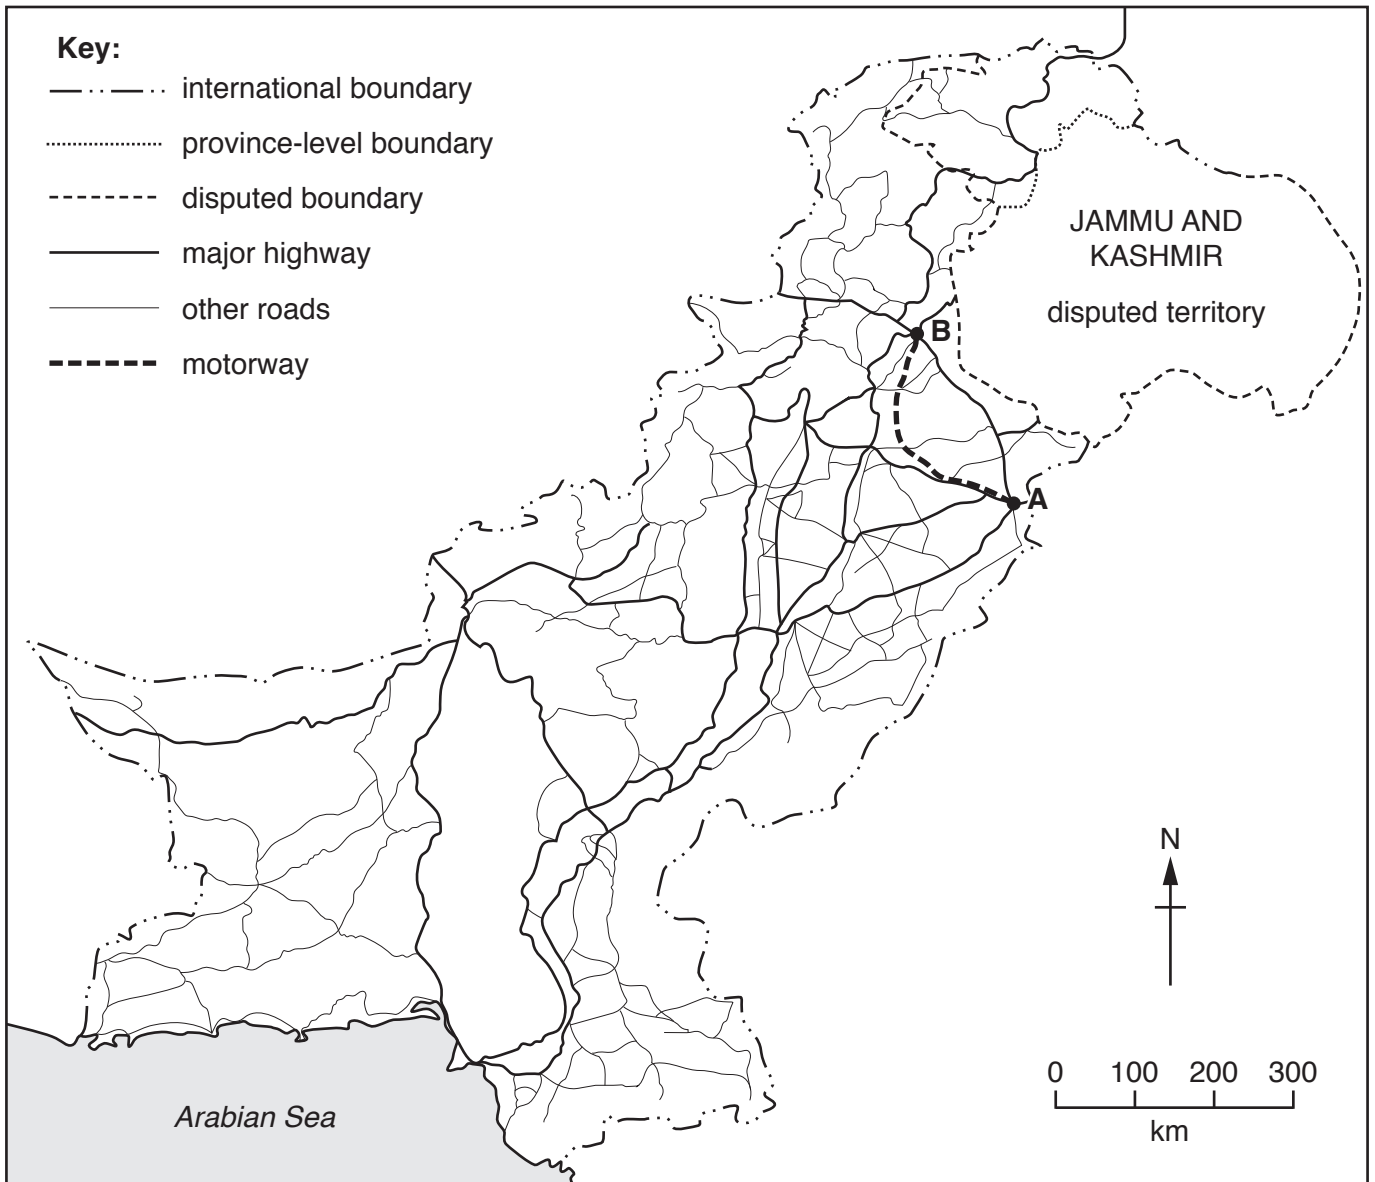 Key:
international boundary
province-level boundary
disputed boundary
major highway
other roads
motorway
JAMMU AND
KASHMIR
disputed territory
B
A
N
0 100 200 300
km
Arabian Sea